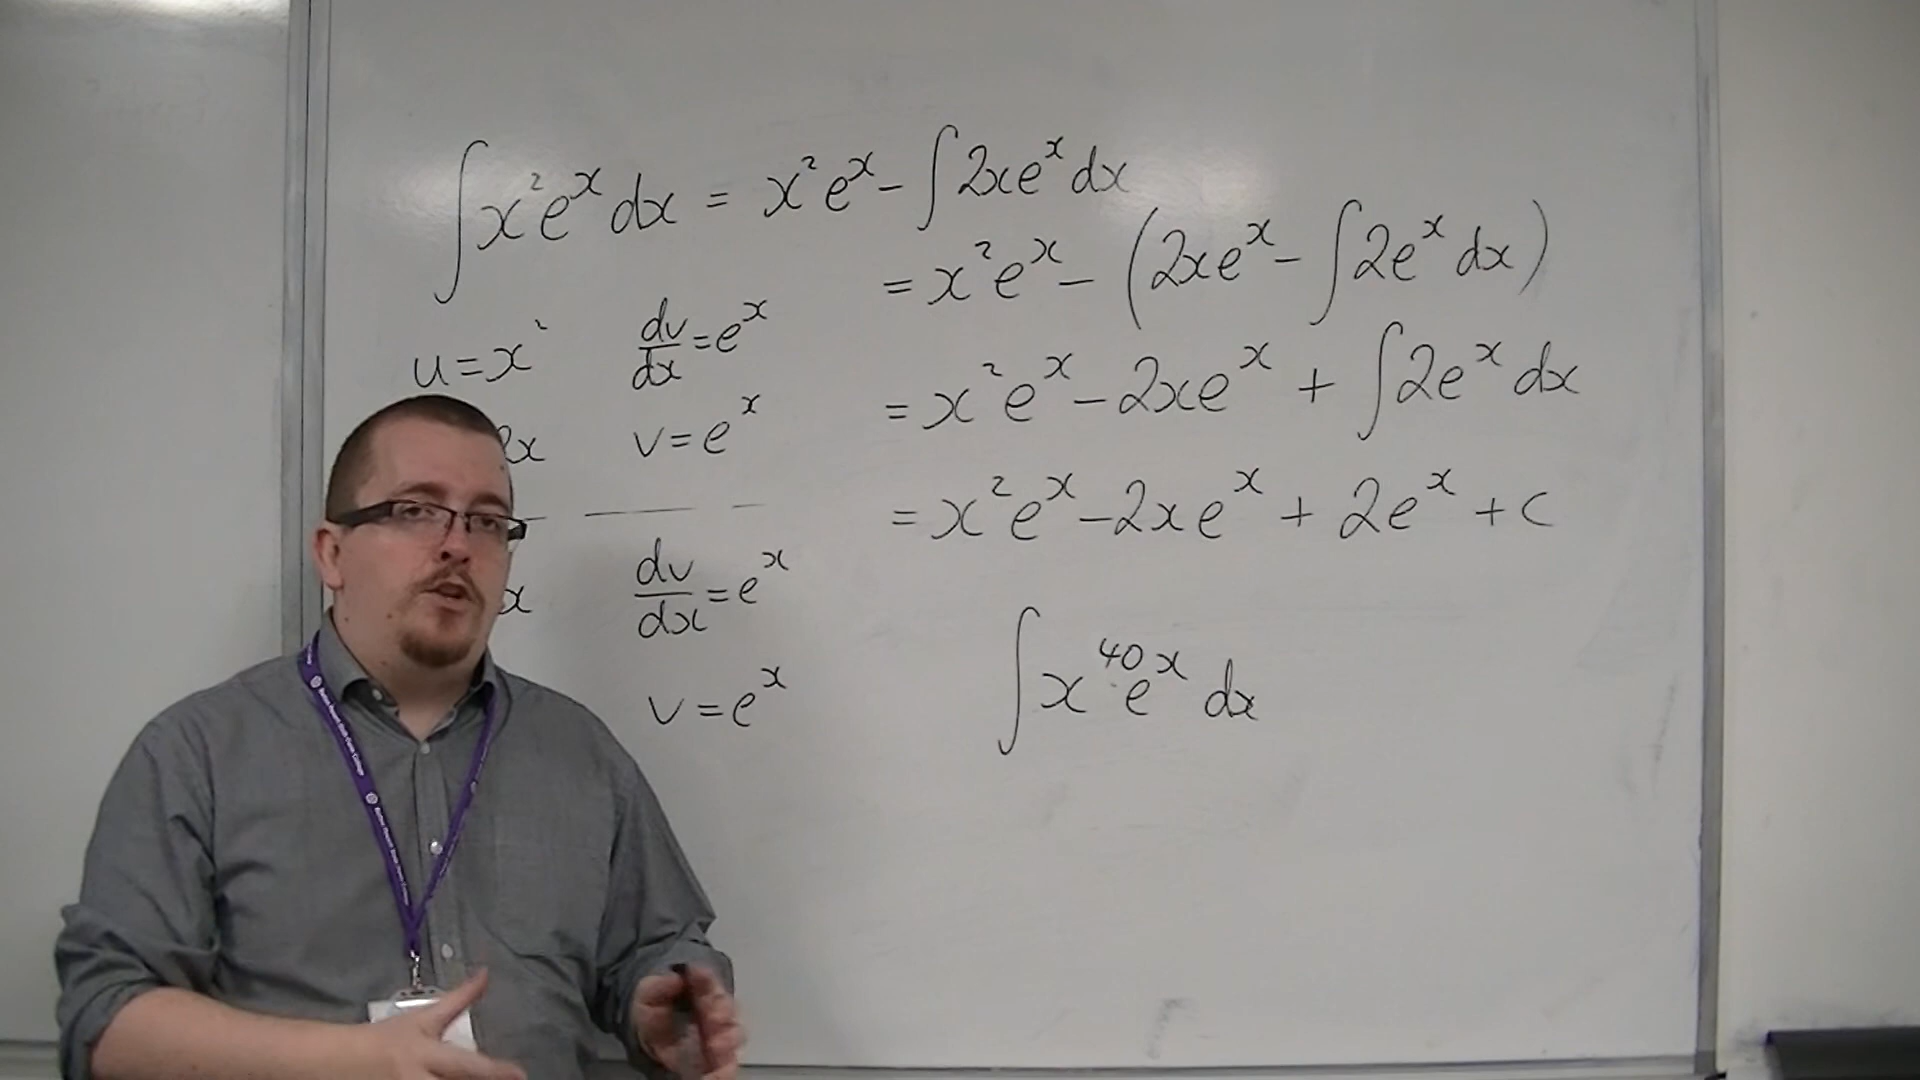 ∫x²eˣ dx = x²eˣ - ∫2xeˣ dx
= x²eˣ - (2xeˣ - ∫2eˣ dx)
= x²eˣ - 2xeˣ + ∫2eˣ dx
= x²eˣ - 2xeˣ + 2eˣ + c
u = x² dv/dx = eˣ
2x v = eˣ
x dv/dx = eˣ
v = eˣ
∫x⁴⁰eˣ dx